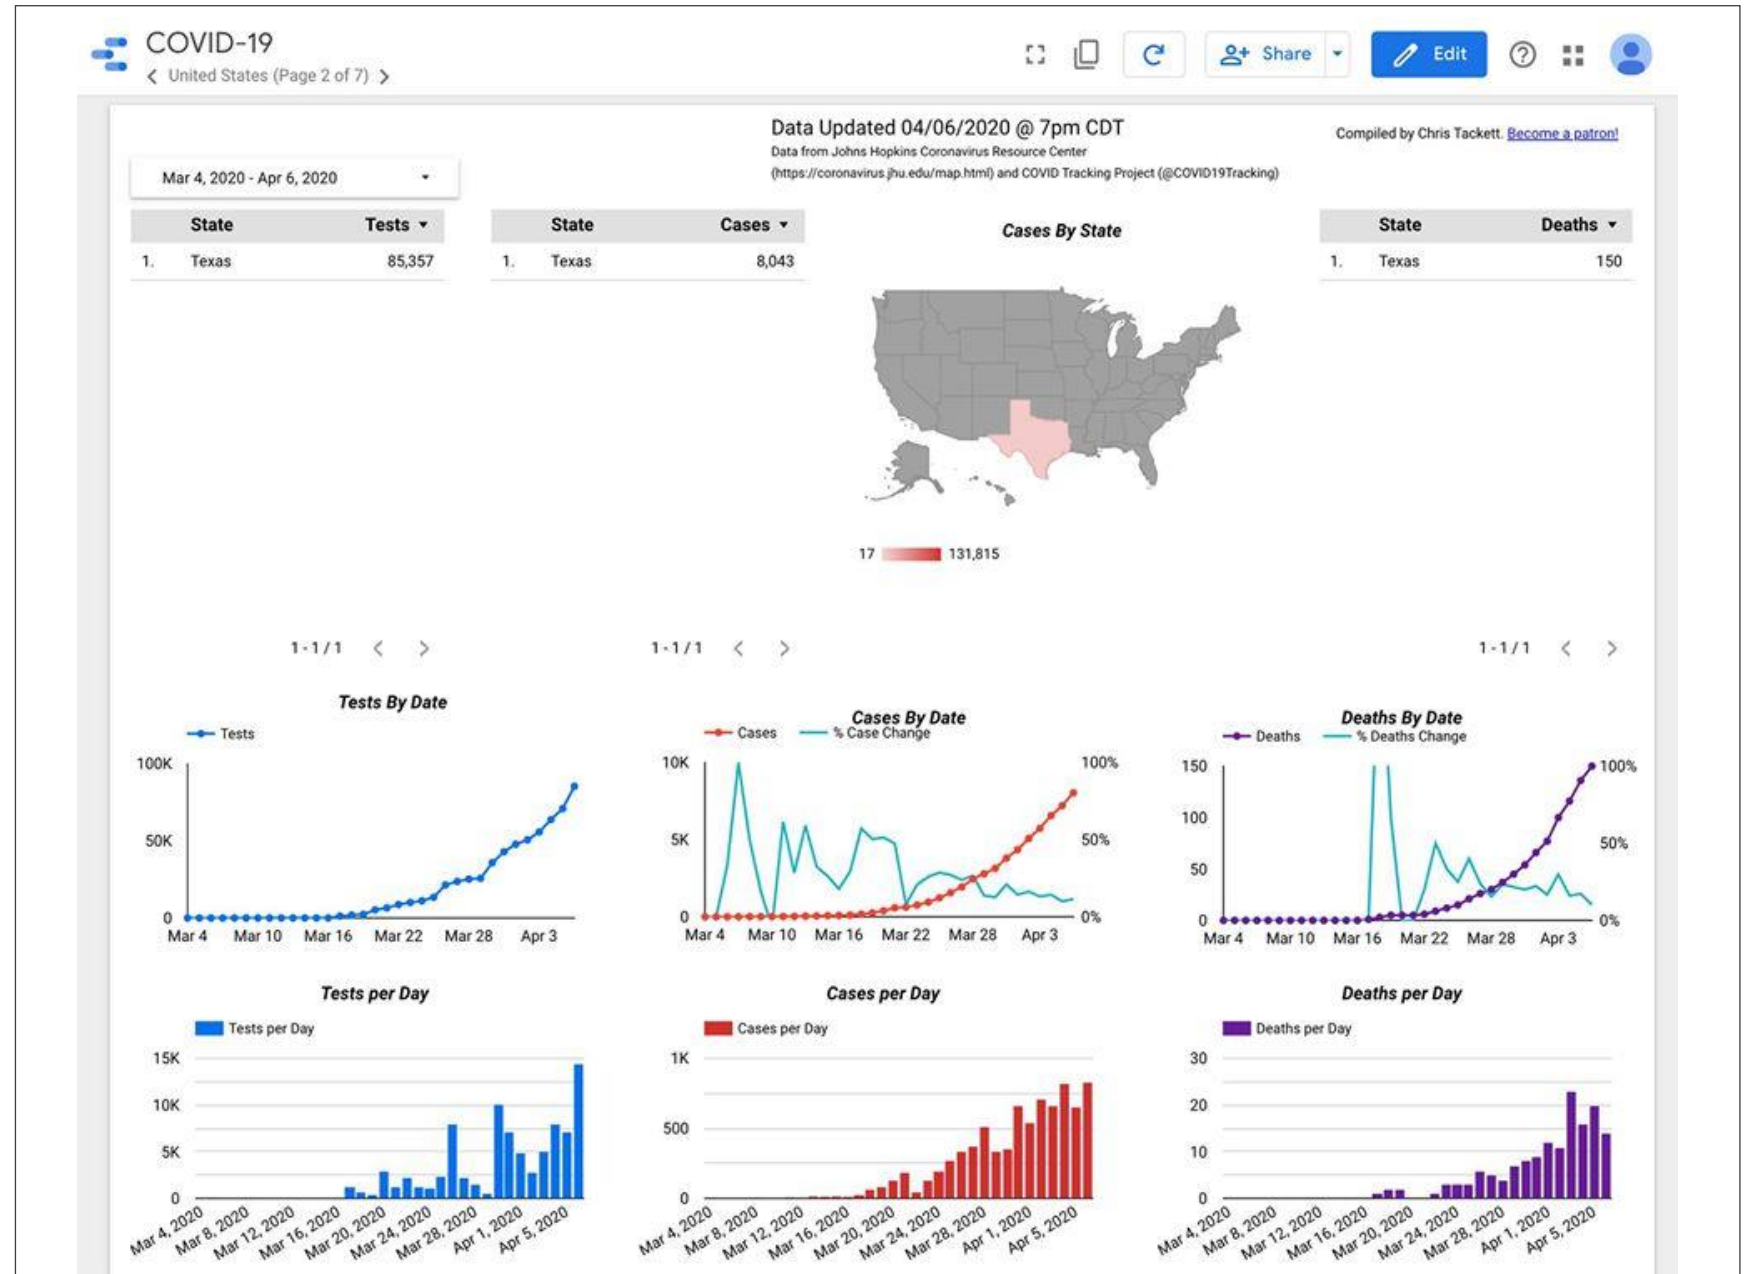 COVID-19
United States (Page 2 of 7)
Share
Edit
Data Updated 04/06/2020 @ 7pm CDT
Data from Johns Hopkins Coronavirus Resource Center
(https://coronavirus.jhu.edu/map.html) and COVID Tracking Project (@COVID19Tracking)
Compiled by Chris Tackett. Become a patron!
Mar 4, 2020 - Apr 6, 2020
State Tests
1. Texas 85,357
State Cases
1. Texas 8,043
Cases By State
17 131,815
State Deaths
1. Texas 150
1 - 1 / 1
1 - 1 / 1
1 - 1 / 1
Tests By Date
Tests
100K
50K
0
Mar 4 Mar 10 Mar 16 Mar 22 Mar 28 Apr 3
Cases By Date
Cases % Case Change
10K 100%
5K 50%
0 0%
Mar 4 Mar 10 Mar 16 Mar 22 Mar 28 Apr 3
Deaths By Date
Deaths % Deaths Change
150 100%
100
50%
50
0 0%
Mar 4 Mar 10 Mar 16 Mar 22 Mar 28 Apr 3
Tests per Day
Tests per Day
15K
10K
5K
0
Mar 4, 2020 Mar 8, 2020 Mar 12, 2020 Mar 16, 2020 Mar 20, 2020 Mar 24, 2020 Mar 28, 2020 Apr 1, 2020 Apr 5, 2020
Cases per Day
Cases per Day
1K
500
0
Mar 4, 2020 Mar 8, 2020 Mar 12, 2020 Mar 16, 2020 Mar 20, 2020 Mar 24, 2020 Mar 28, 2020 Apr 1, 2020 Apr 5, 2020
Deaths per Day
Deaths per Day
30
20
10
0
Mar 4, 2020 Mar 8, 2020 Mar 12, 2020 Mar 16, 2020 Mar 20, 2020 Mar 24, 2020 Mar 28, 2020 Apr 1, 2020 Apr 5, 2020